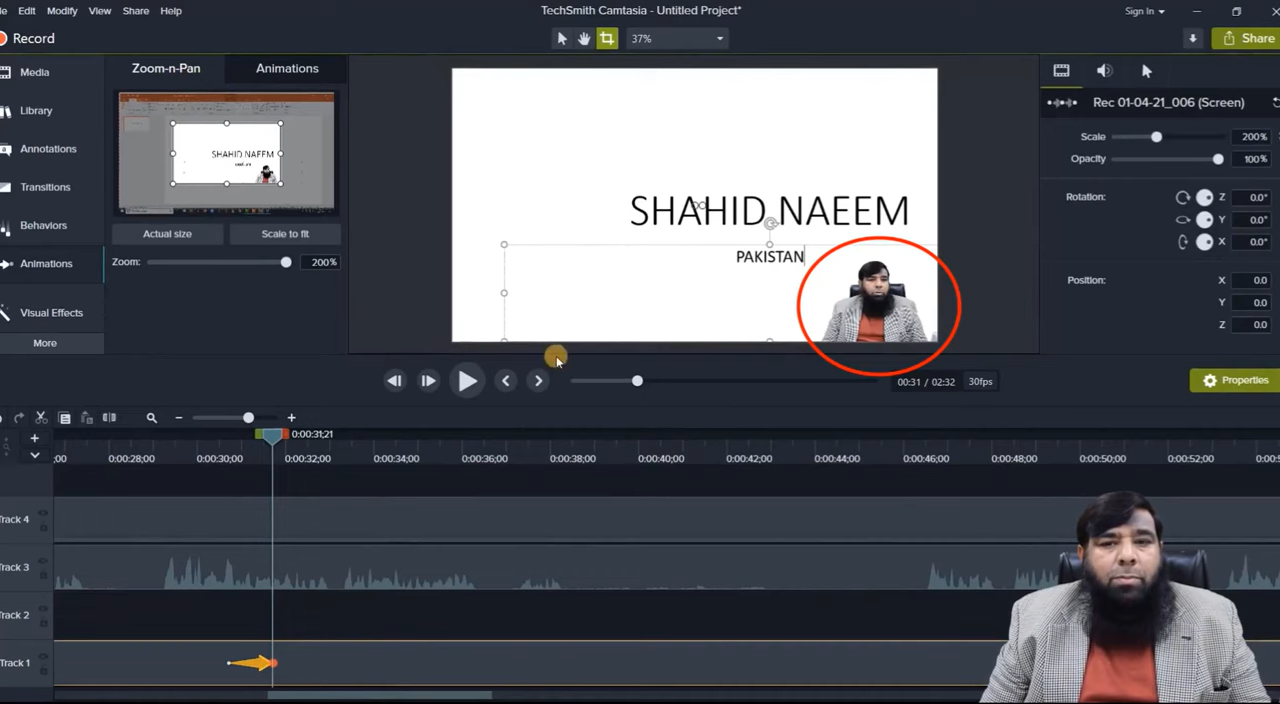 TechSmith Camtasia - Untitled Project*
Edit Modify View Share Help
Sign In
Record
37%
Share
Media
Library
Annotations
Transitions
Behaviors
Animations
Visual Effects
More
Zoom-n-Pan Animations
SHAHID NAEEM
Actual size Scale to fit
Zoom: 200%
SHAHID NAEEM
PAKISTAN
Rec 01-04-21_006 (Screen)
Scale 200%
Opacity 100%
Rotation: Z 0.0°
Y 0.0°
X 0.0°
Position: X 0.0
Y 0.0
Z 0.0
00:31 / 02:32 30fps
Properties
0:00:31;21
;00 0:00:28;00 0:00:30;00 0:00:32;00 0:00:34;00 0:00:36;00 0:00:38;00 0:00:40;00 0:00:42;00 0:00:44;00 0:00:46;00 0:00:48;00 0:00:50;00 0:00:52;00
Track 4
Track 3
Track 2
Track 1